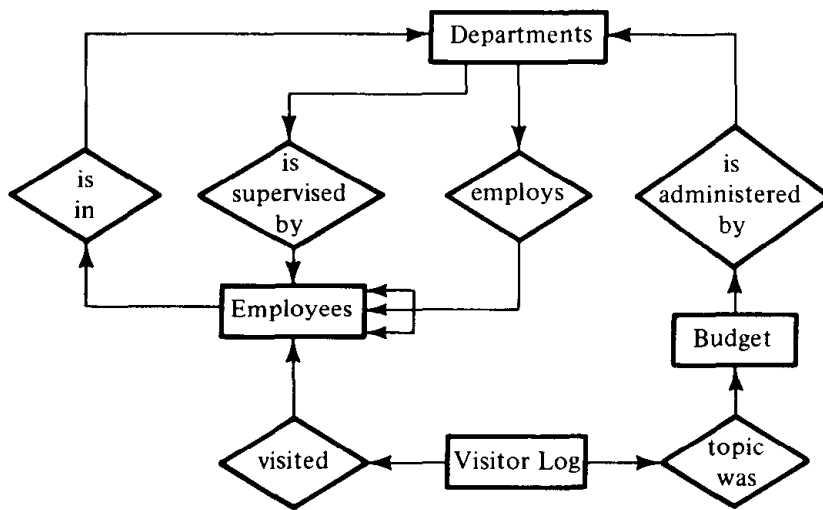 Departments
is
in
is
supervised
by
employs
is
administered
by
Employees
Budget
visited
Visitor Log
topic
was